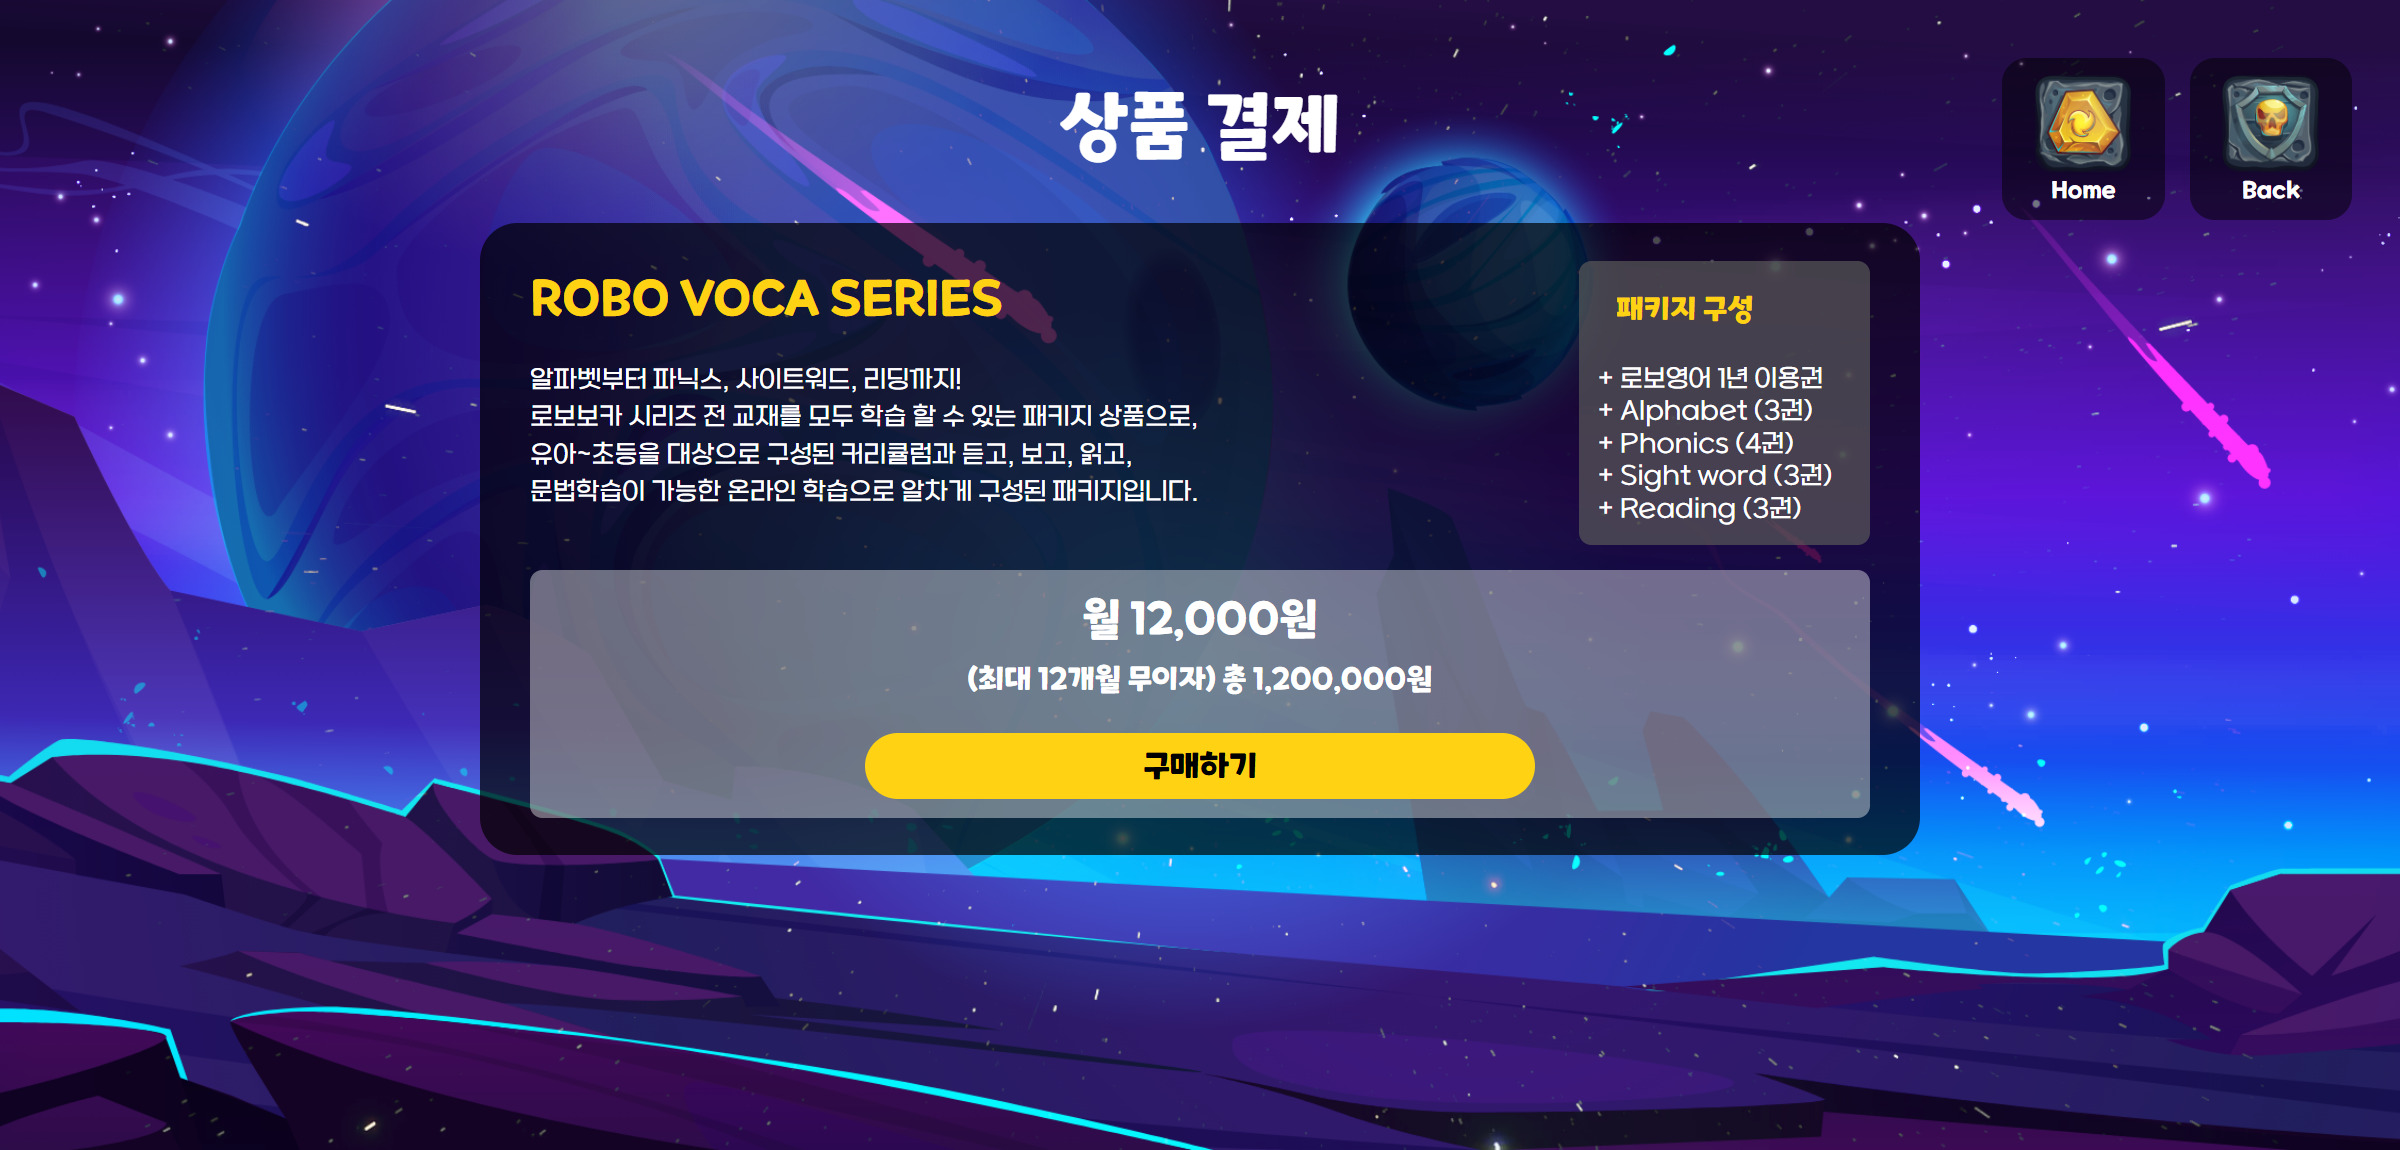 상품 결제
Home
Back
ROBO VOCA SERIES
알파벳부터 파닉스, 사이트워드, 리딩까지!
로보보카 시리즈 전 교재를 모두 학습 할 수 있는 패키지 상품으로,
유아~초등을 대상으로 구성된 커리큘럼과 듣고, 보고, 읽고,
문법학습이 가능한 온라인 학습으로 알차게 구성된 패키지입니다.
패키지 구성
+ 로보영어 1년 이용권
+ Alphabet (3권)
+ Phonics (4권)
+ Sight word (3권)
+ Reading (3권)
월 12,000원
(최대 12개월 무이자) 총 1,200,000원
구매하기